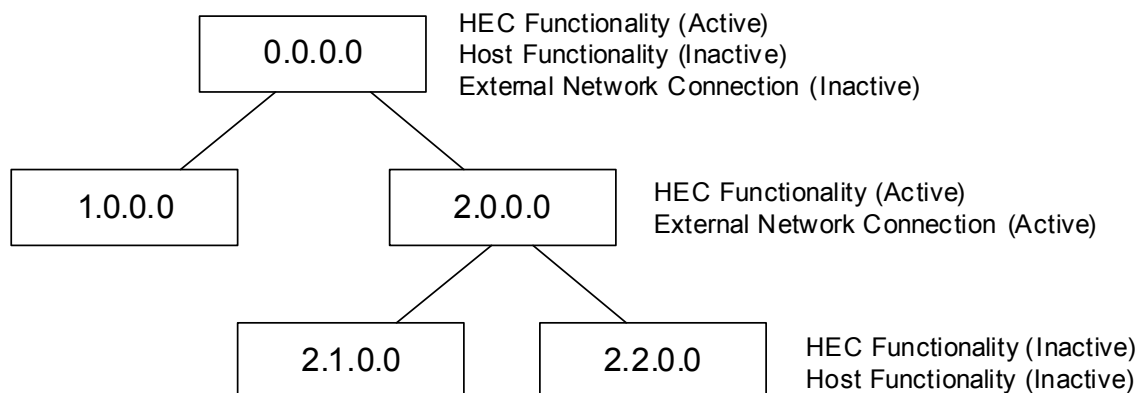 0.0.0.0
HEC Functionality (Active)
Host Functionality (Inactive)
External Network Connection (Inactive)
1.0.0.0
2.0.0.0
HEC Functionality (Active)
External Network Connection (Active)
2.1.0.0
2.2.0.0
HEC Functionality (Inactive)
Host Functionality (Inactive)